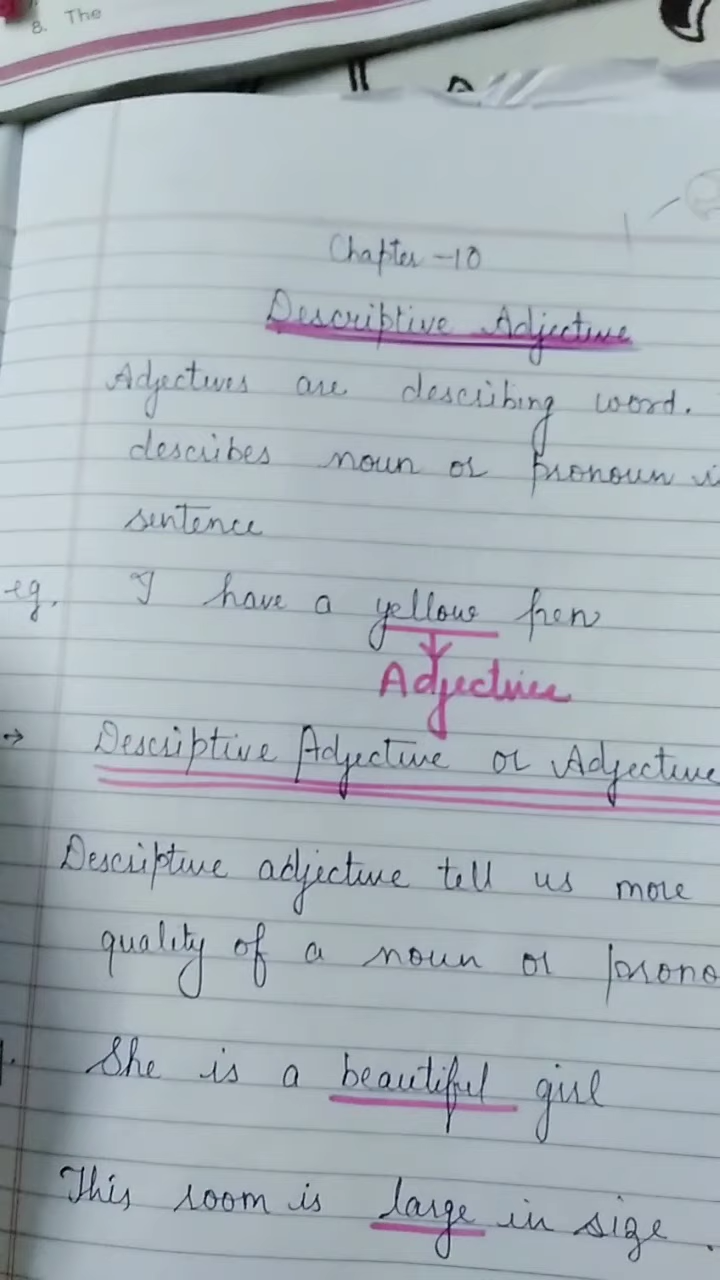 8. The
Chapter -10
Descriptive Adjective
Adjectives are describing word.
describes noun or pronoun
sentence
eg. I have a yellow pen
Adjective
→ Descriptive Adjective or Adjective
Descriptive adjective tell us more
quality of a noun or prono
She is a beautiful girl
This room is large in size.